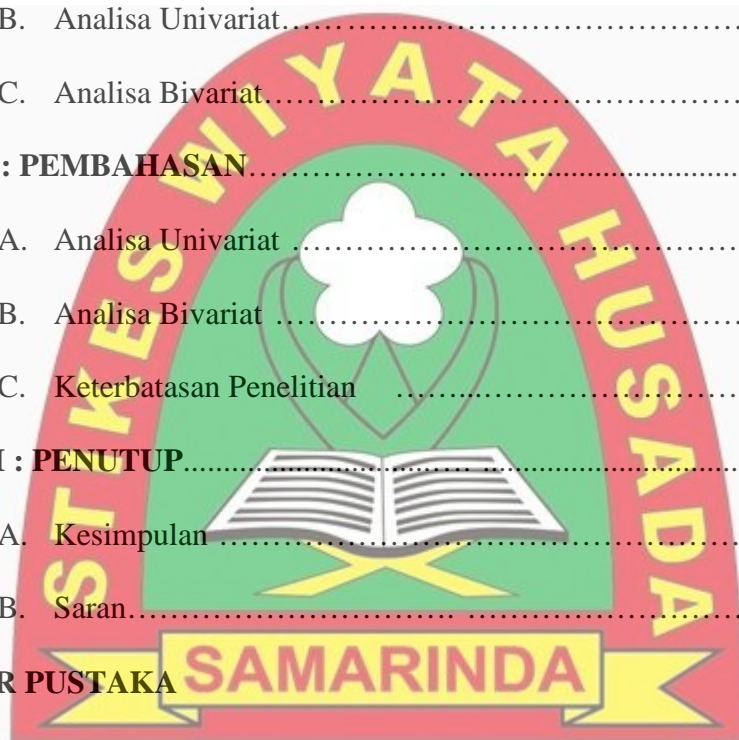 B. Analisa Univariat…………...……………………
C. Analisa Bivariat……………………………………
: PEMBAHASAN………………… ..................................
A. Analisa Univariat ……………………………………
B. Analisa Bivariat ……………………………………
C. Keterbatasan Penelitian ……...……………………
I : PENUTUP............................…… ..................................
A. Kesimpulan …………………...……………………
B. Saran…………………………… ……………………
R PUSTAKA
STIKES WIYATA HUSADA
SAMARINDA